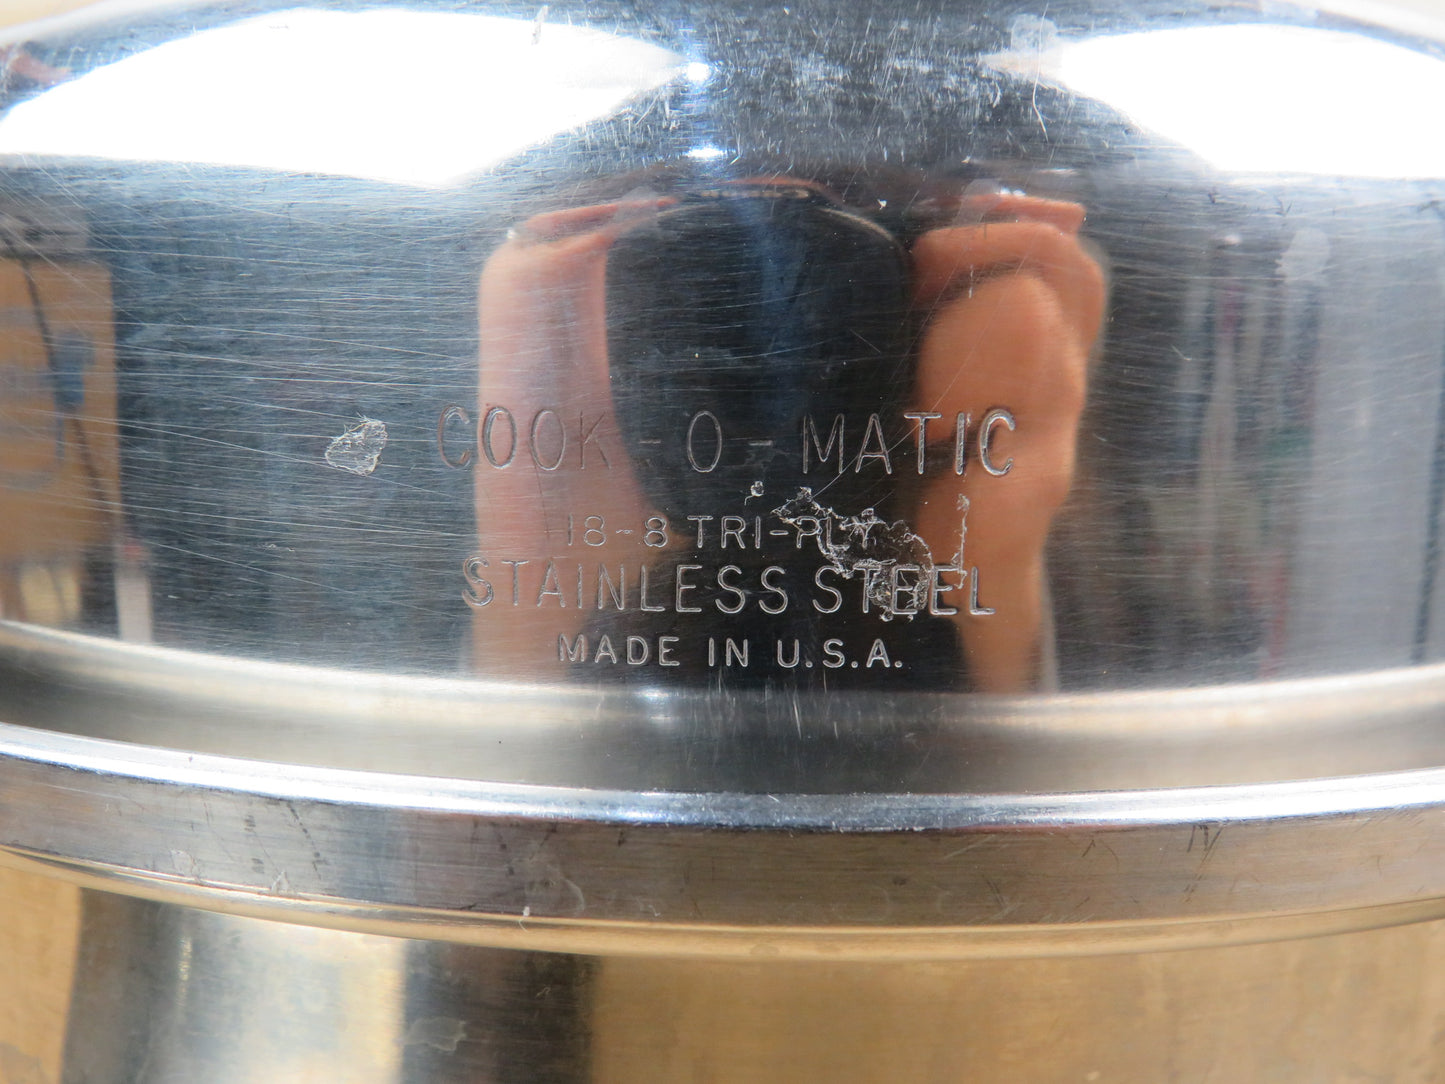 COOK-O-MATIC
18-8 TRI-PLY
STAINLESS STEEL
MADE IN U.S.A.